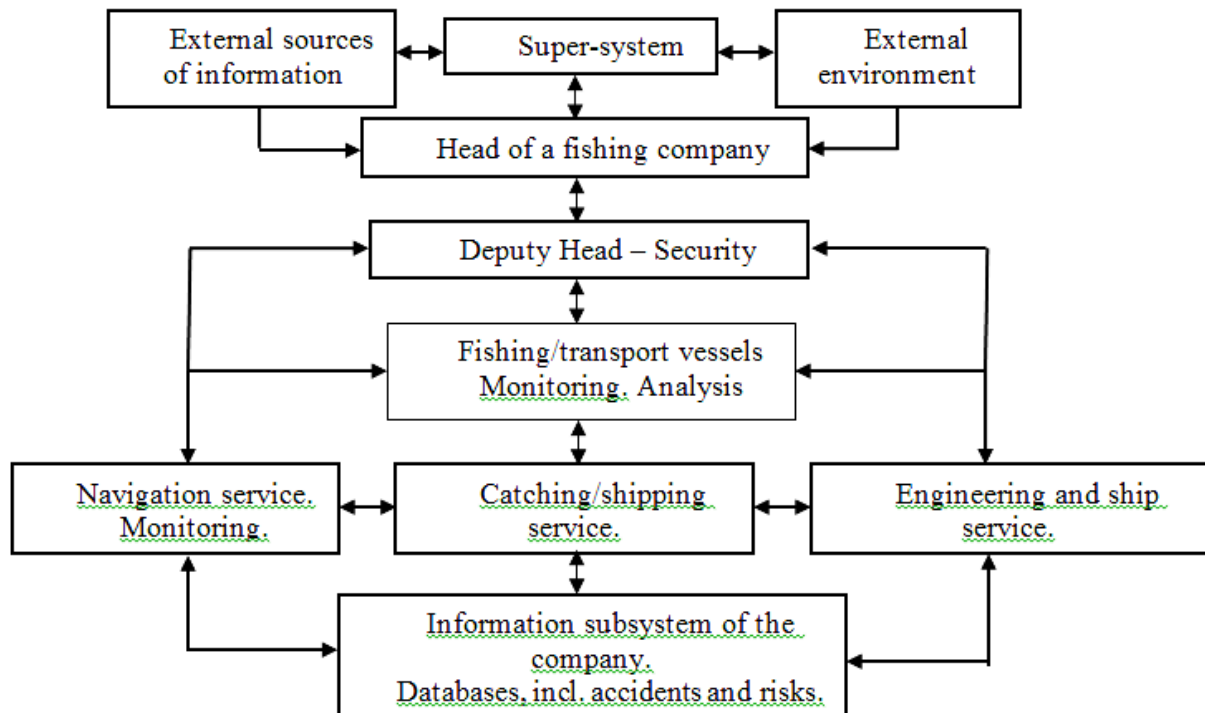 External sources
of information
Super-system
External
environment
Head of a fishing company
Deputy Head – Security
Fishing/transport vessels
Monitoring. Analysis
Navigation service.
Monitoring.
Catching/shipping
service.
Engineering and ship
service.
Information subsystem of the
company.
Databases, incl. accidents and risks.